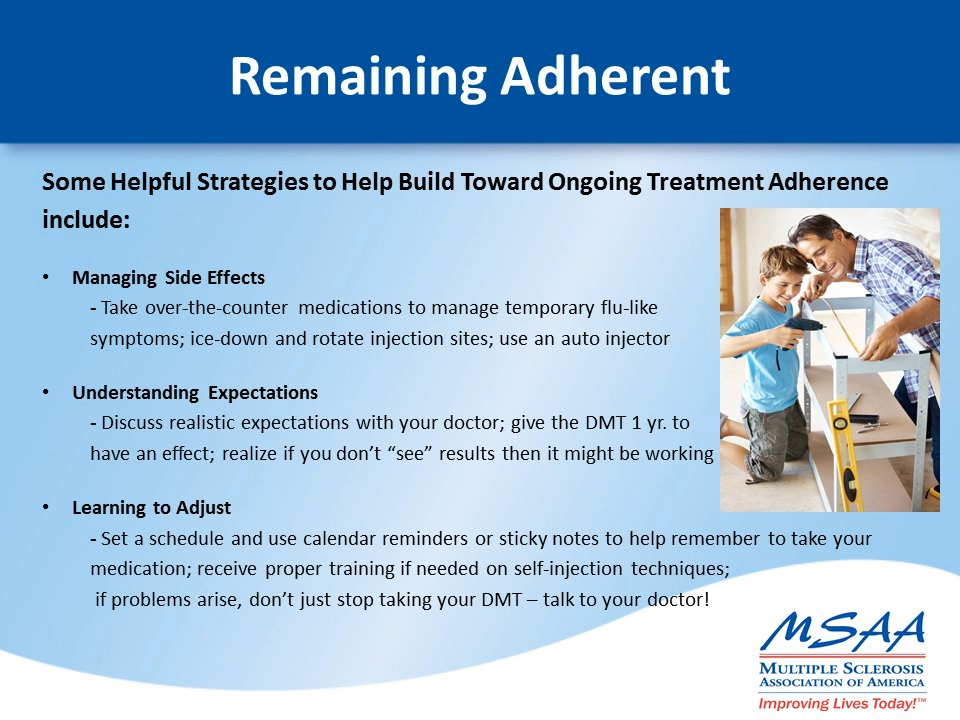 Remaining Adherent
Some Helpful Strategies to Help Build Toward Ongoing Treatment Adherence
include:
• Managing Side Effects
- Take over-the-counter medications to manage temporary flu-like
symptoms; ice-down and rotate injection sites; use an auto injector
• Understanding Expectations
- Discuss realistic expectations with your doctor; give the DMT 1 yr. to
have an effect; realize if you don’t “see” results then it might be working
• Learning to Adjust
- Set a schedule and use calendar reminders or sticky notes to help remember to take your
medication; receive proper training if needed on self-injection techniques;
if problems arise, don’t just stop taking your DMT – talk to your doctor!
MSAA
MULTIPLE SCLEROSIS
ASSOCIATION OF AMERICA
Improving Lives Today!™